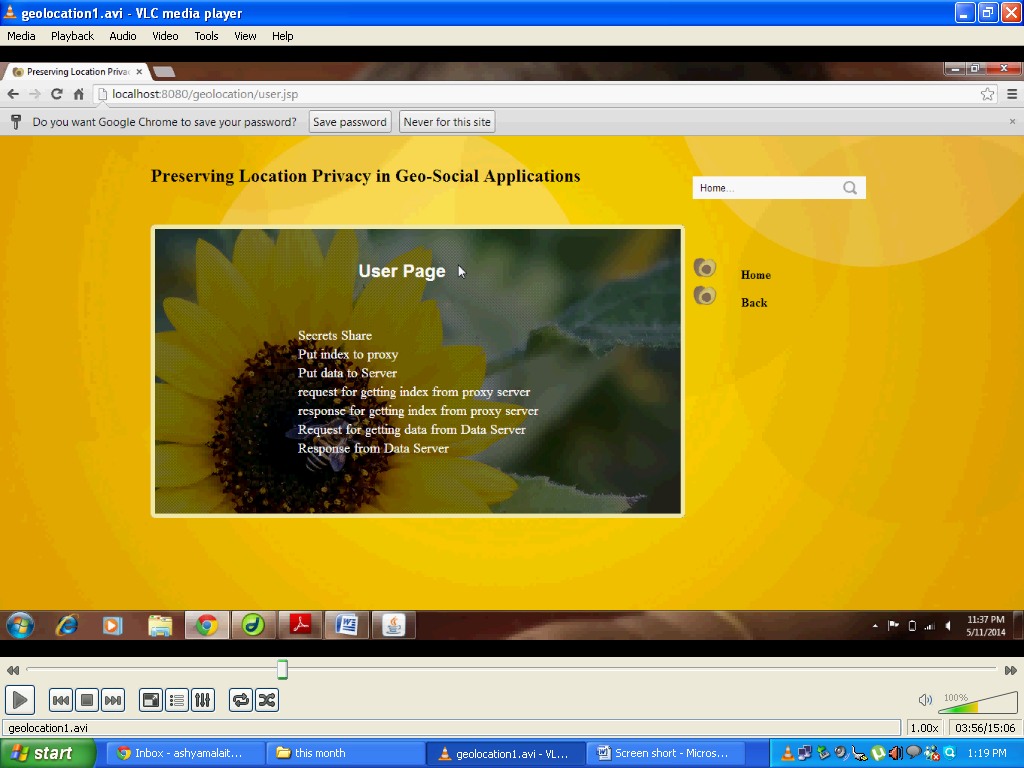 geolocation1.avi - VLC media player
Media Playback Audio Video Tools View Help
Preserving Location Priva
localhost:8080/geolocation/user.jsp
Do you want Google Chrome to save your password? Save password Never for this site
Preserving Location Privacy in Geo-Social Applications
Home...
User Page
Home
Back
Secrets Share
Put index to proxy
Put data to Server
request for getting index from proxy server
response for getting index from proxy server
Request for getting data from Data Server
Response from Data Server
11:37 PM
5/11/2014
100%
geolocation1.avi 1.00x 03:56/15:06
start Inbox - ashyamalait... this month geolocation1.avi - VL... Screen short - Micros... 1:19 PM